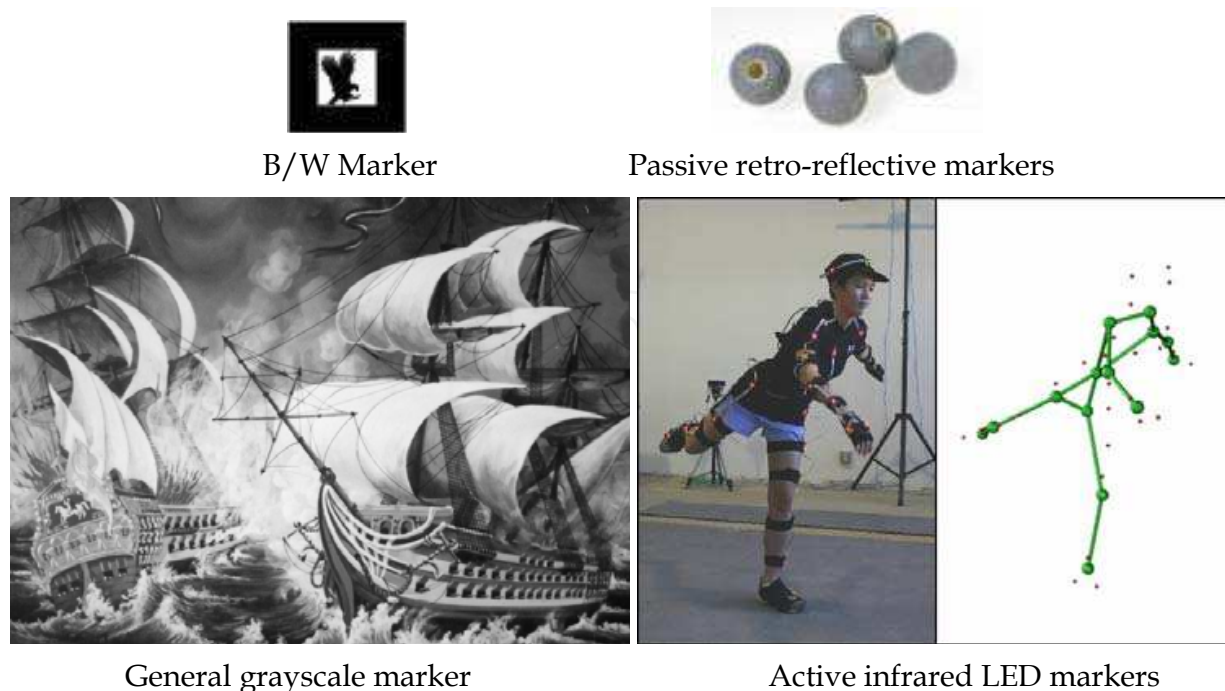 B/W Marker
Passive retro-reflective markers
General grayscale marker
Active infrared LED markers